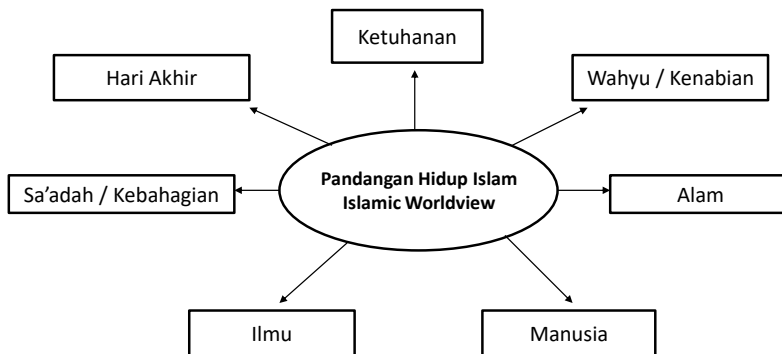 Ketuhanan
Hari Akhir
Wahyu / Kenabian
Pandangan Hidup Islam
Islamic Worldview
Sa’adah / Kebahagian
Alam
Ilmu
Manusia